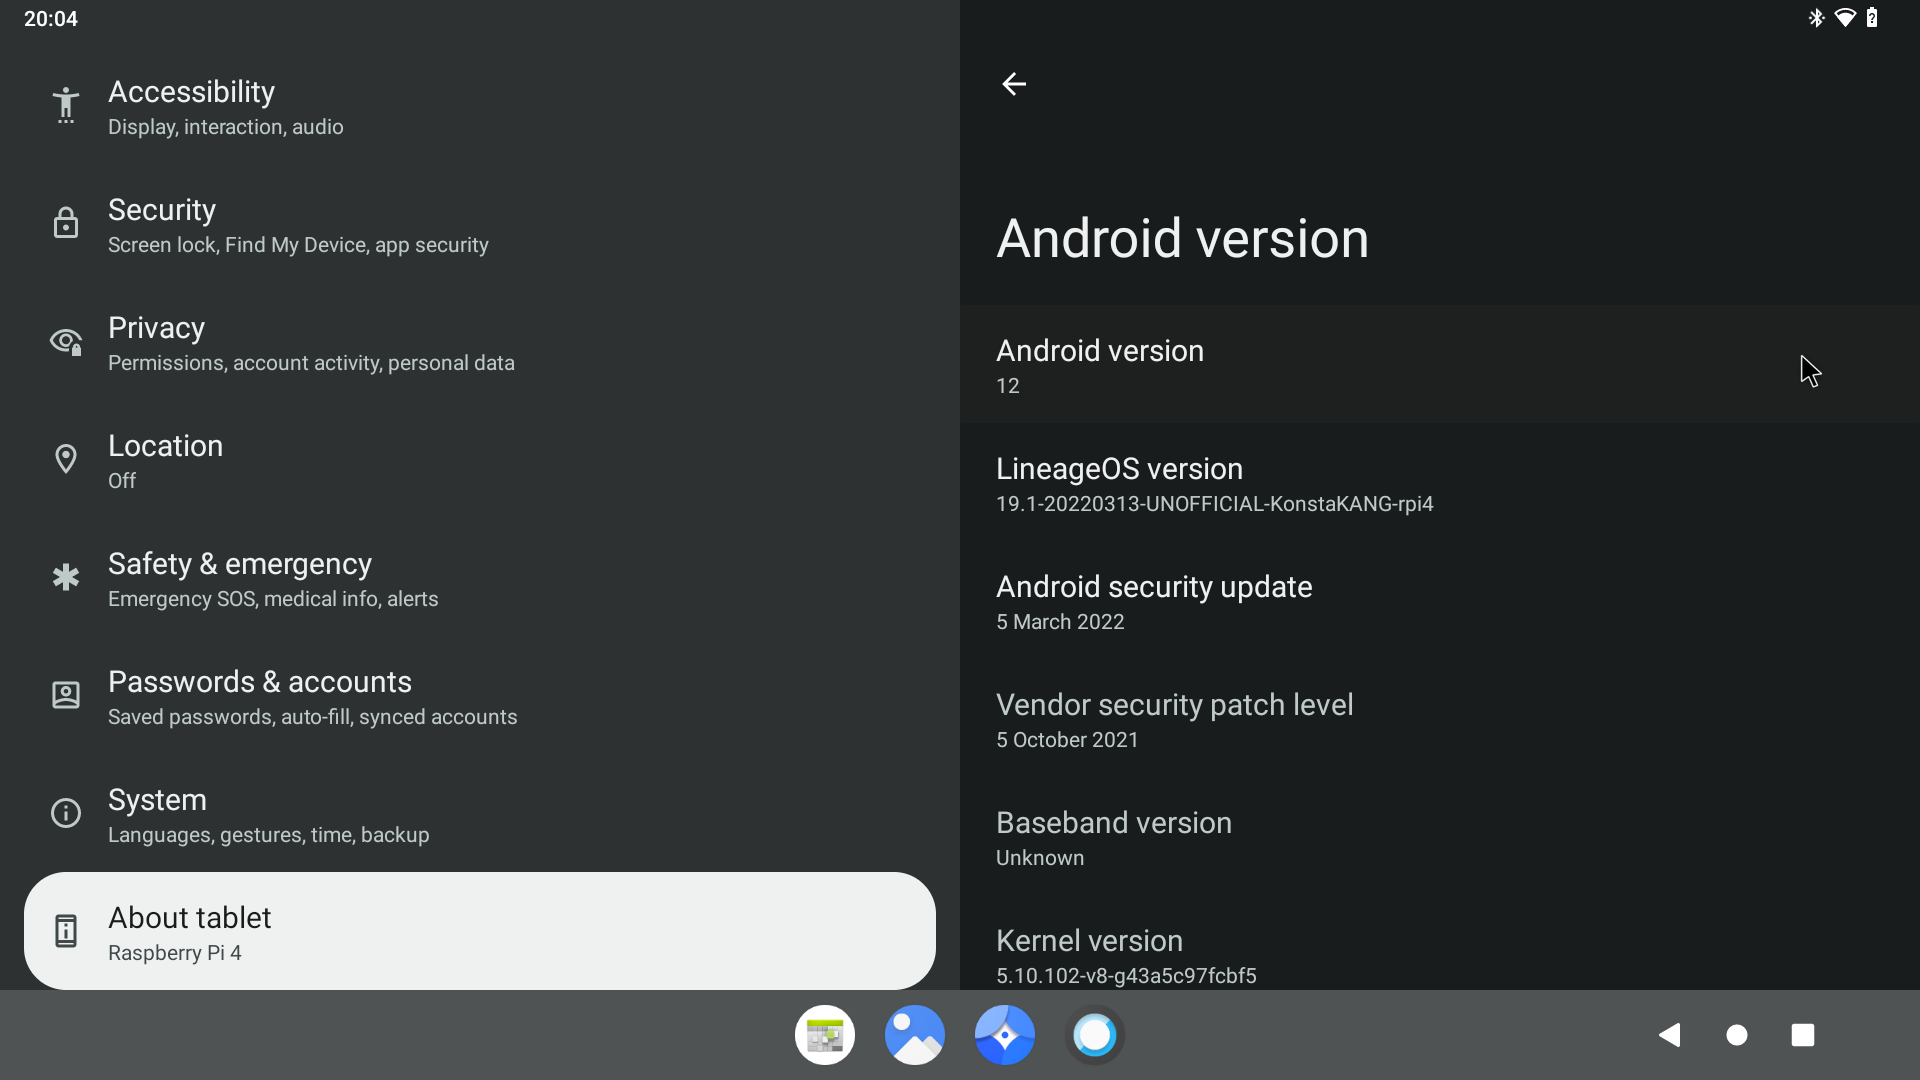 20:04
Accessibility
Display, interaction, audio
Security
Screen lock, Find My Device, app security
Privacy
Permissions, account activity, personal data
Location
Off
Safety & emergency
Emergency SOS, medical info, alerts
Passwords & accounts
Saved passwords, auto-fill, synced accounts
System
Languages, gestures, time, backup
About tablet
Raspberry Pi 4
Android version
Android version
12
LineageOS version
19.1-20220313-UNOFFICIAL-KonstaKANG-rpi4
Android security update
5 March 2022
Vendor security patch level
5 October 2021
Baseband version
Unknown
Kernel version
5.10.102-v8-g43a5c97fcbf5